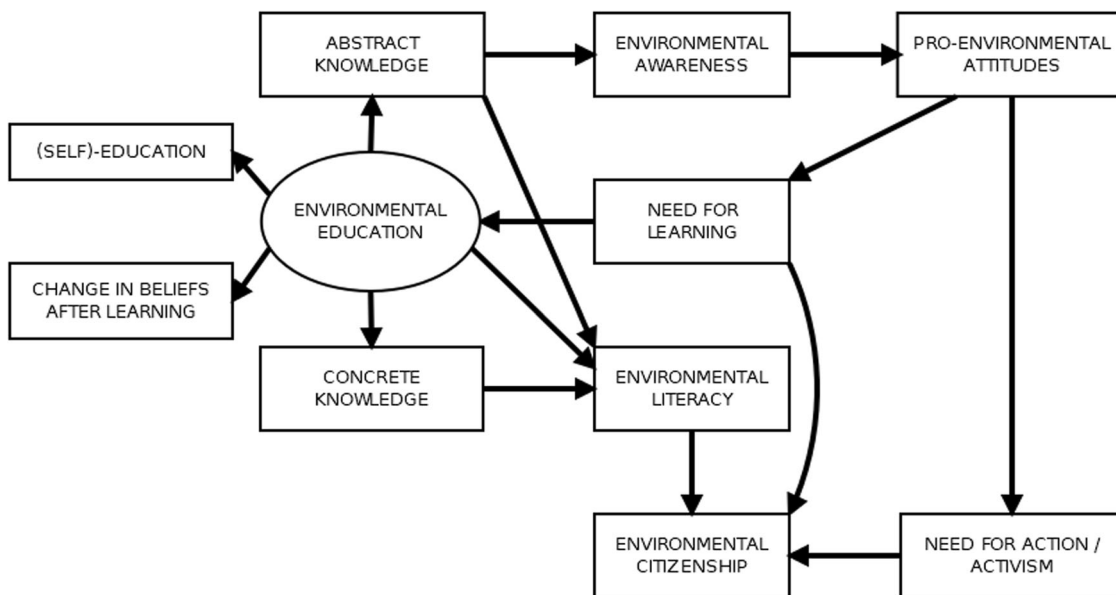 ABSTRACT
KNOWLEDGE
ENVIRONMENTAL
AWARENESS
PRO-ENVIRONMENTAL
ATTITUDES
(SELF)-EDUCATION
ENVIRONMENTAL
EDUCATION
NEED FOR
LEARNING
CHANGE IN BELIEFS
AFTER LEARNING
CONCRETE
KNOWLEDGE
ENVIRONMENTAL
LITERACY
ENVIRONMENTAL
CITIZENSHIP
NEED FOR ACTION /
ACTIVISM